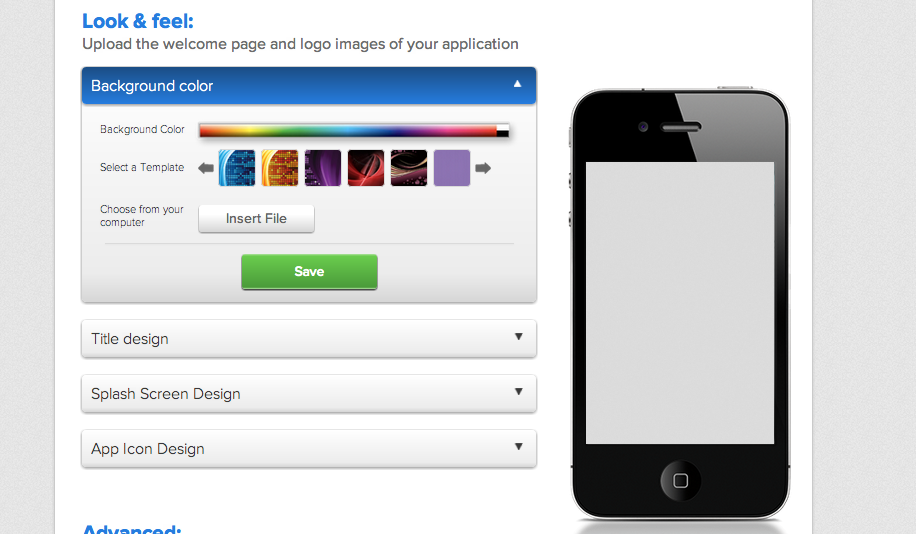 Look & feel:
Upload the welcome page and logo images of your application
Background color
Background Color
Select a Template
Choose from your
computer
Insert File
Save
Title design
Splash Screen Design
App Icon Design
Advanced: